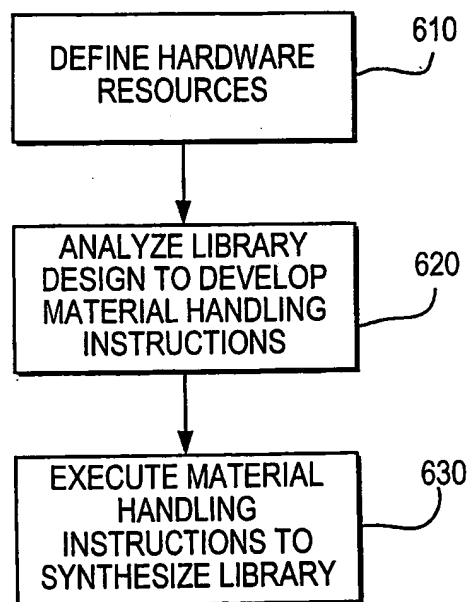 DEFINE HARDWARE
RESOURCES
610
ANALYZE LIBRARY
DESIGN TO DEVELOP
MATERIAL HANDLING
INSTRUCTIONS
620
EXECUTE MATERIAL
HANDLING
INSTRUCTIONS TO
SYNTHESIZE LIBRARY
630